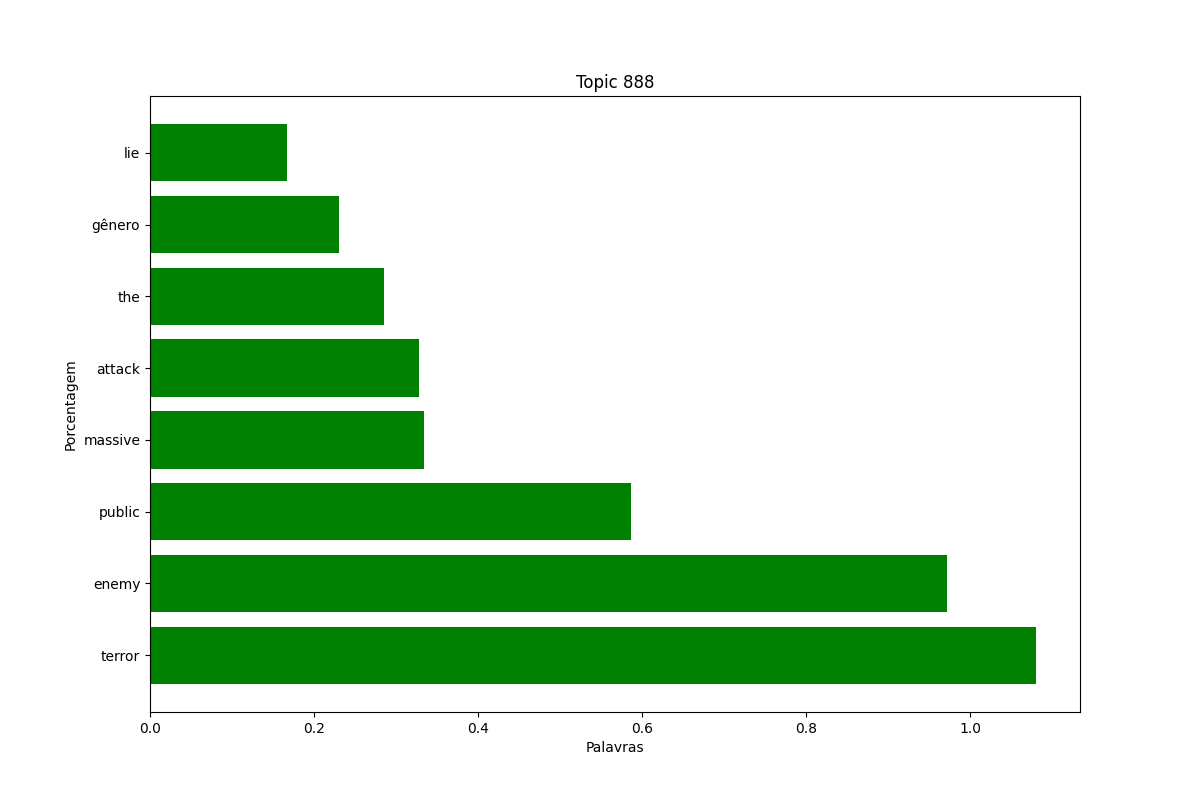 Topic 888
lie
gênero
the
attack
massive
public
enemy
terror
Porcentagem
0.0 0.2 0.4 0.6 0.8 1.0
Palavras